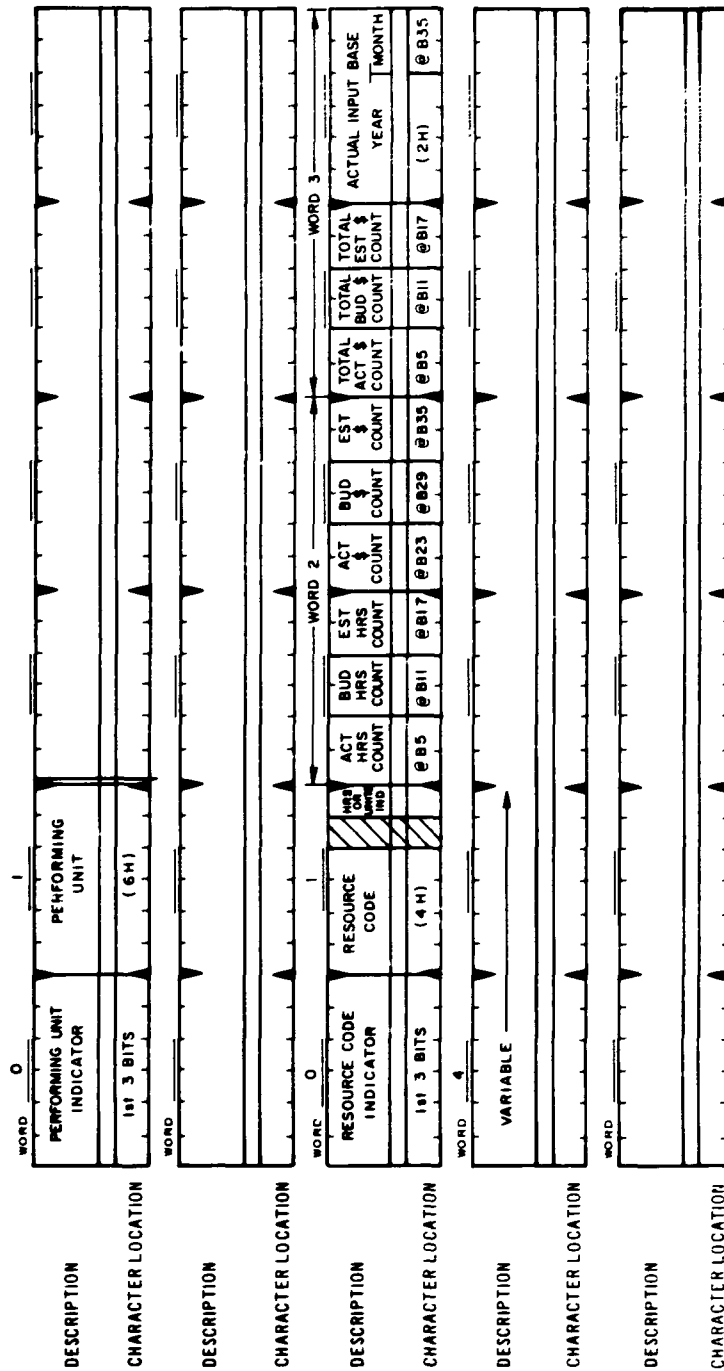 WORD 0 1
DESCRIPTION PERFORMING UNIT INDICATOR PERFORMING UNIT
CHARACTER LOCATION 1st 3 BITS (6H)
WORD
DESCRIPTION
CHARACTER LOCATION
WORD 0 1 WORD 2 WORD 3
DESCRIPTION RESOURCE CODE INDICATOR RESOURCE CODE HRS OR UNITS IND ACT HRS COUNT BUD HRS COUNT EST HRS COUNT ACT $ COUNT BUD $ COUNT EST $ COUNT TOTAL ACT $ COUNT TOTAL BUD $ COUNT TOTAL EST $ COUNT ACTUAL INPUT BASE YEAR MONTH
CHARACTER LOCATION 1st 3 BITS (4H) @B5 @B11 @B17 @B23 @B29 @B35 @B5 @B11 @B17 (2H) @B35
WORD 4
DESCRIPTION VARIABLE
CHARACTER LOCATION
WORD
DESCRIPTION
CHARACTER LOCATION